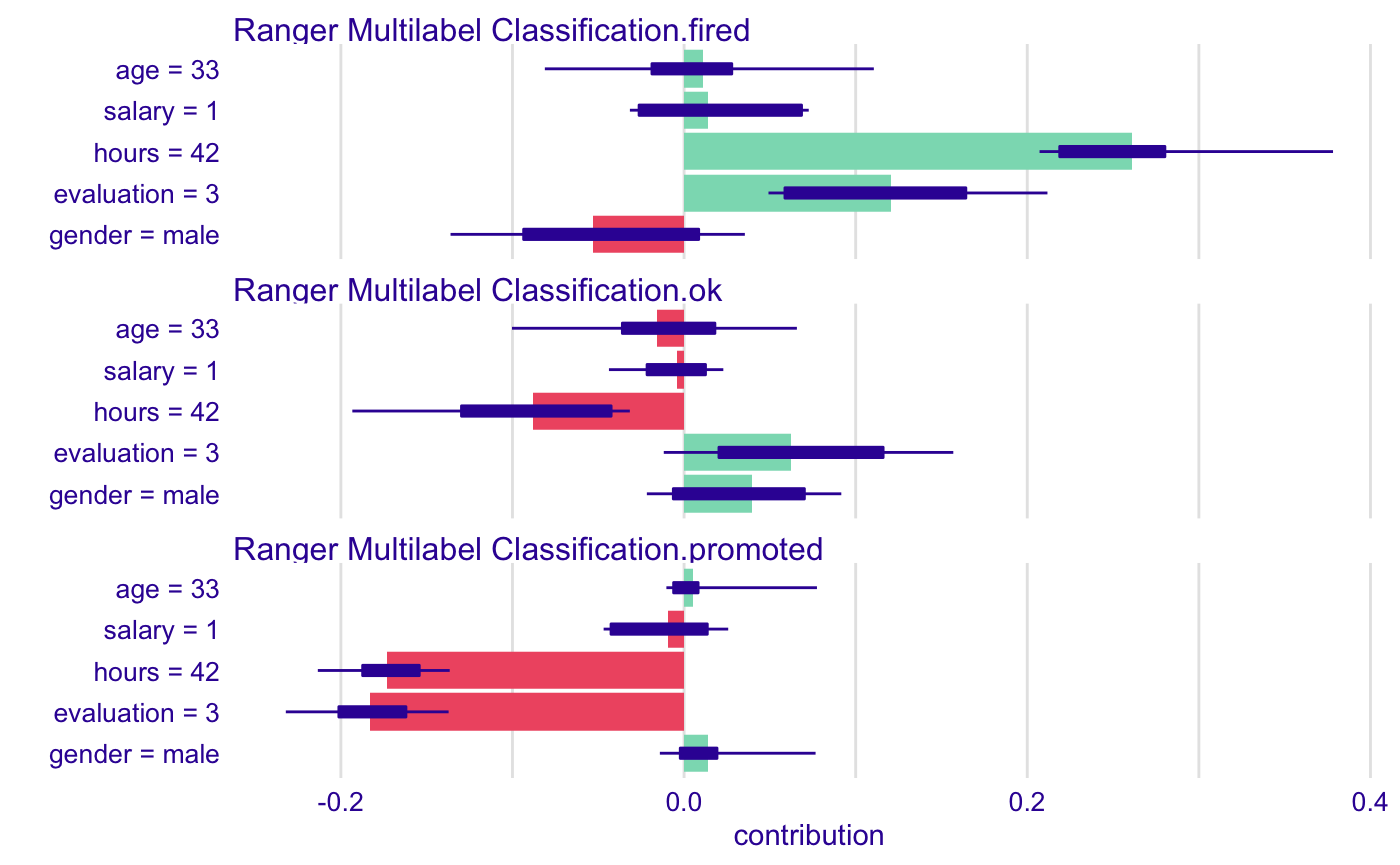 Ranger Multilabel Classification.fired
age = 33
salary = 1
hours = 42
evaluation = 3
gender = male
Ranger Multilabel Classification.ok
age = 33
salary = 1
hours = 42
evaluation = 3
gender = male
Ranger Multilabel Classification.promoted
age = 33
salary = 1
hours = 42
evaluation = 3
gender = male
-0.2 0.0 0.2 0.4
contribution